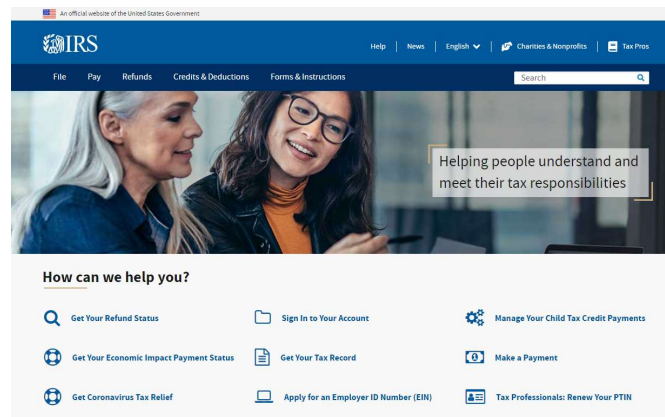 An official website of the United States Government
IRS
Help
News
English
Charities & Nonprofits
Tax Pros
File
Pay
Refunds
Credits & Deductions
Forms & Instructions
Search
Helping people understand and
meet their tax responsibilities
How can we help you?
Get Your Refund Status
Sign In to Your Account
Manage Your Child Tax Credit Payments
Get Your Economic Impact Payment Status
Get Your Tax Record
Make a Payment
Get Coronavirus Tax Relief
Apply for an Employer ID Number (EIN)
Tax Professionals: Renew Your PTIN